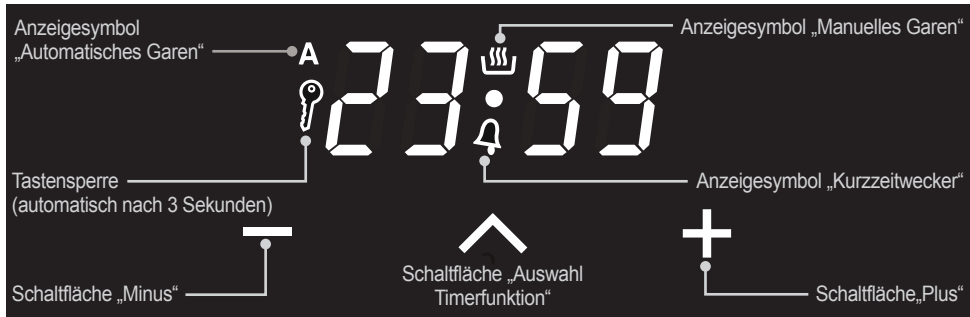 Anzeigesymbol
„Automatisches Garen“
Anzeigesymbol „Manuelles Garen“
A
23:59
Tastensperre
(automatisch nach 3 Sekunden)
Anzeigesymbol „Kurzzeitwecker“
Schaltfläche „Minus“
Schaltfläche „Auswahl
Timerfunktion“
Schaltfläche„Plus“